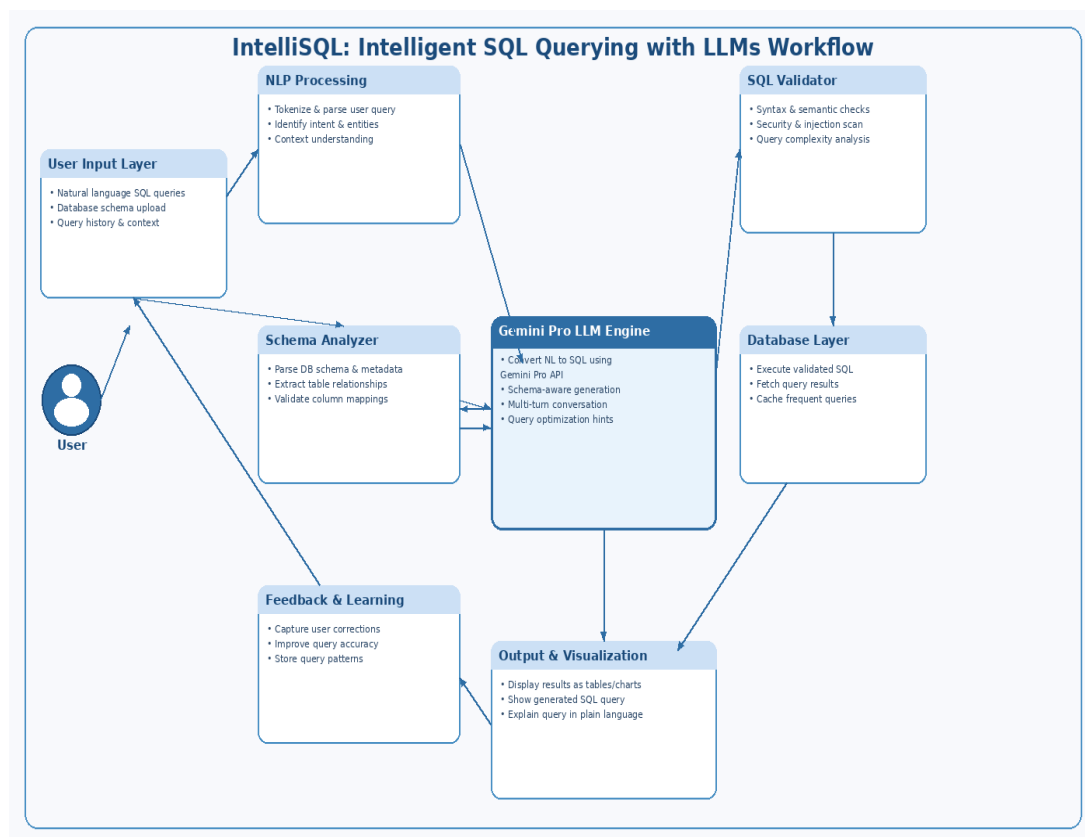 IntelliSQL: Intelligent SQL Querying with LLMs Workflow
NLP Processing
• Tokenize & parse user query
• Identify intent & entities
• Context understanding
SQL Validator
• Syntax & semantic checks
• Security & injection scan
• Query complexity analysis
User Input Layer
• Natural language SQL queries
• Database schema upload
• Query history & context
Schema Analyzer
• Parse DB schema & metadata
• Extract table relationships
• Validate column mappings
Gemini Pro LLM Engine
• Convert NL to SQL using
Gemini Pro API
• Schema-aware generation
• Multi-turn conversation
• Query optimization hints
Database Layer
• Execute validated SQL
• Fetch query results
• Cache frequent queries
User
Feedback & Learning
• Capture user corrections
• Improve query accuracy
• Store query patterns
Output & Visualization
• Display results as tables/charts
• Show generated SQL query
• Explain query in plain language